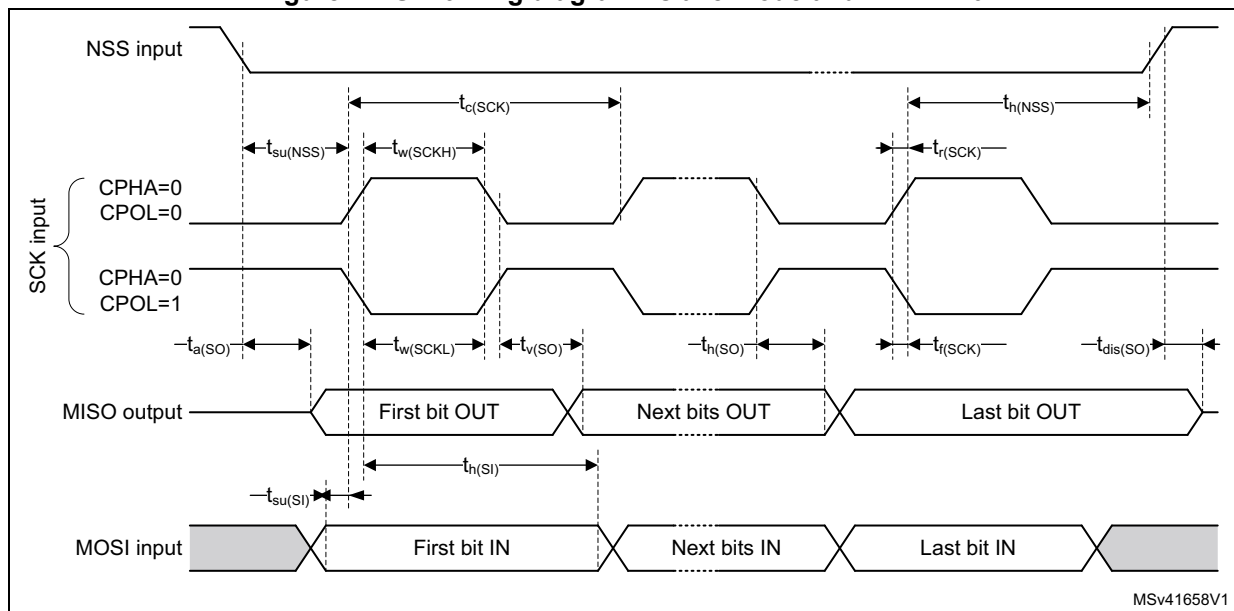 NSS input
tc(SCK)
th(NSS)
tsu(NSS)
tw(SCKH)
tr(SCK)
SCK input
CPHA=0
CPOL=0
CPHA=0
CPOL=1
ta(SO)
tw(SCKL)
tv(SO)
th(SO)
tf(SCK)
tdis(SO)
MISO output
First bit OUT
Next bits OUT
Last bit OUT
th(SI)
tsu(SI)
MOSI input
First bit IN
Next bits IN
Last bit IN
MSv41658V1